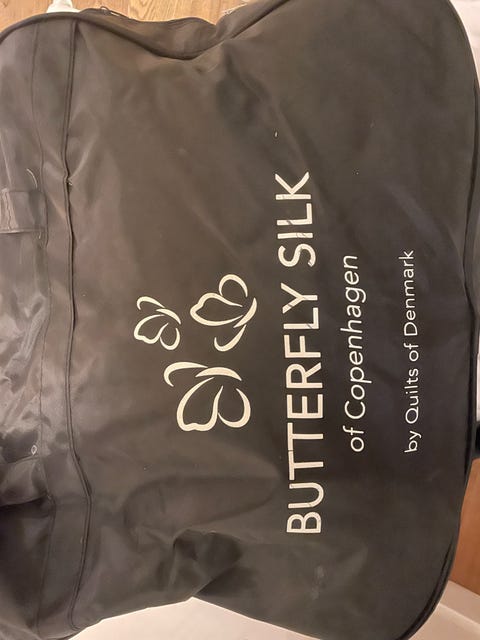 BUTTERFLY SILK
of Copenhagen
by Quilts of Denmark